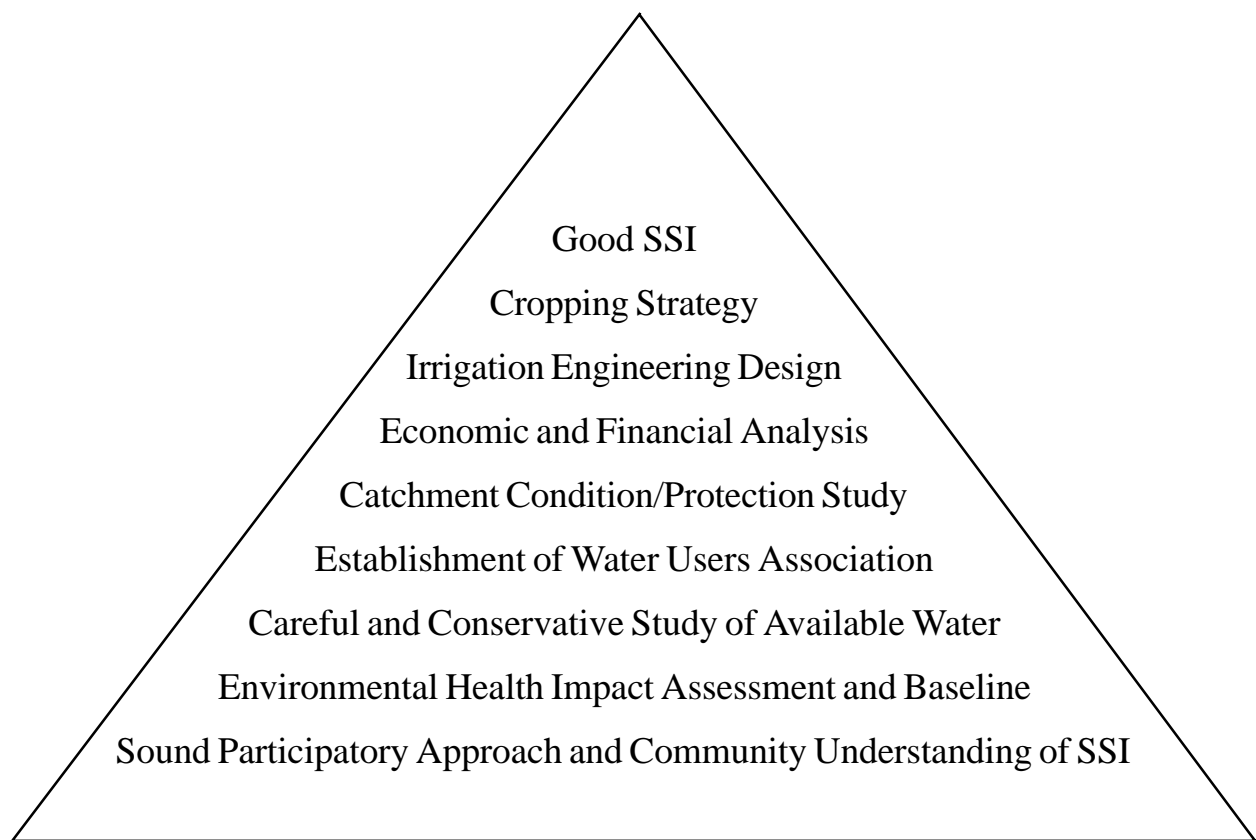 Good SSI
Cropping Strategy
Irrigation Engineering Design
Economic and Financial Analysis
Catchment Condition/Protection Study
Establishment of Water Users Association
Careful and Conservative Study of Available Water
Environmental Health Impact Assessment and Baseline
Sound Participatory Approach and Community Understanding of SSI